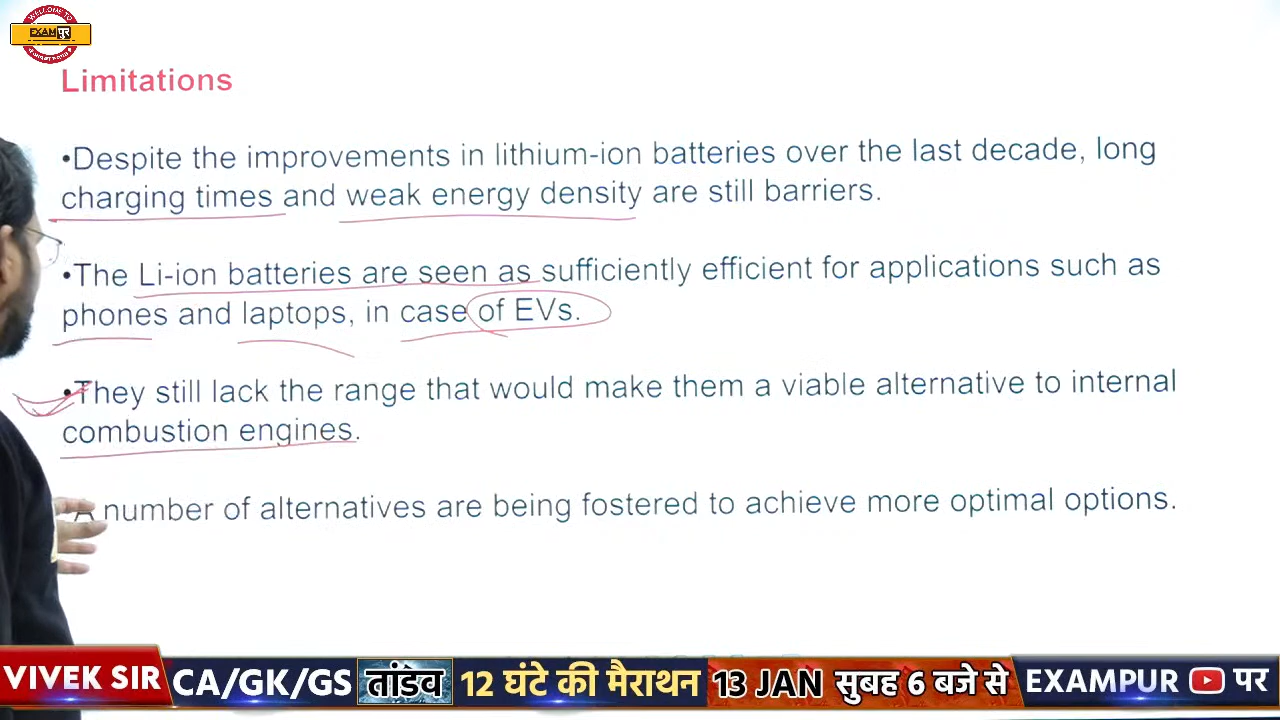 WELCOME TO
EXAMपुर
Limitations
•Despite the improvements in lithium-ion batteries over the last decade, long
charging times and weak energy density are still barriers.
•The Li-ion batteries are seen as sufficiently efficient for applications such as
phones and laptops, in case of EVs.
•They still lack the range that would make them a viable alternative to internal
combustion engines.
A number of alternatives are being fostered to achieve more optimal options.
VIVEK SIR CA/GK/GS तांडव 12 घंटे की मैराथन 13 JAN सुबह 6 बजे से EXAMPUR पर